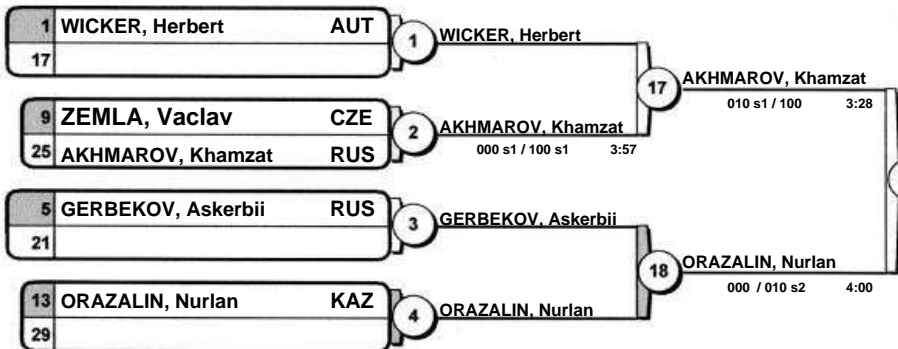 1 WICKER, Herbert AUT
17
1 WICKER, Herbert
9 ZEMLA, Vaclav CZE
25 AKHMAROV, Khamzat RUS
2 AKHMAROV, Khamzat
000 s1 / 100 s1 3:57
17 AKHMAROV, Khamzat
010 s1 / 100 3:28
5 GERBEKOV, Askerbii RUS
21
3 GERBEKOV, Askerbii
13 ORAZALIN, Nurlan KAZ
29
4 ORAZALIN, Nurlan
18 ORAZALIN, Nurlan
000 / 010 s2 4:00